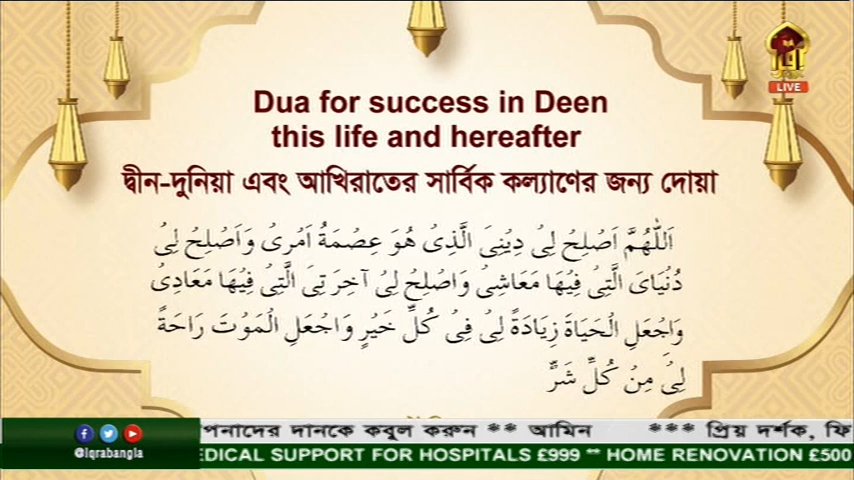 Dua for success in Deen
this life and hereafter
দ্বীন-দুনিয়া এবং আখিরাতের সার্বিক কল্যাণের জন্য দোয়া
اَللّٰهُمَّ اَصْلِحْ لِىْ دِيْنِىَ الَّذِىْ هُوَ عِصْمَةُ اَمْرِىْ وَاَصْلِحْ لِىْ
دُنْيَاىَ الَّتِىْ فِيْهَا مَعَاشِىْ وَاَصْلِحْ لِىْ آخِرَتِىَ الَّتِىْ فِيْهَا مَعَادِىْ
وَاجْعَلِ الْحَيَاةَ زِيَادَةً لِىْ فِىْ كُلِّ خَيْرٍ وَاجْعَلِ الْمَوْتَ رَاحَةً
لِىْ مِنْ كُلِّ شَرٍّ
LIVE
পনাদের দানকে কবুল করুন ** আমিন *** প্রিয় দর্শক, ফি
@iqrabangla
EDICAL SUPPORT FOR HOSPITALS £999 ** HOME RENOVATION £500